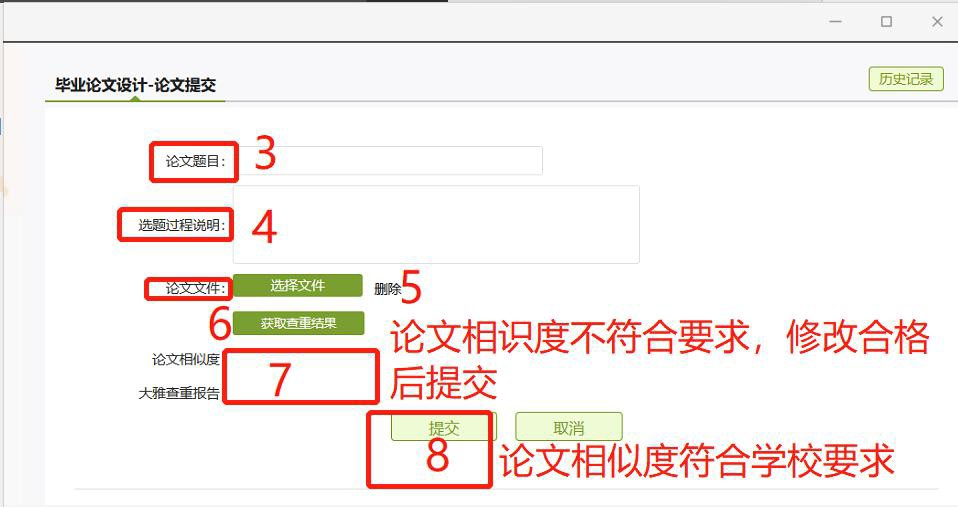 毕业论文设计-论文提交
历史记录
论文题目: 3
选题过程说明: 4
论文文件: 选择文件 删除 5
6 获取查重结果
论文相识度不符合要求，修改合格
后提交
论文相似度
7
大雅查重报告
提交 取消
8
论文相似度符合学校要求